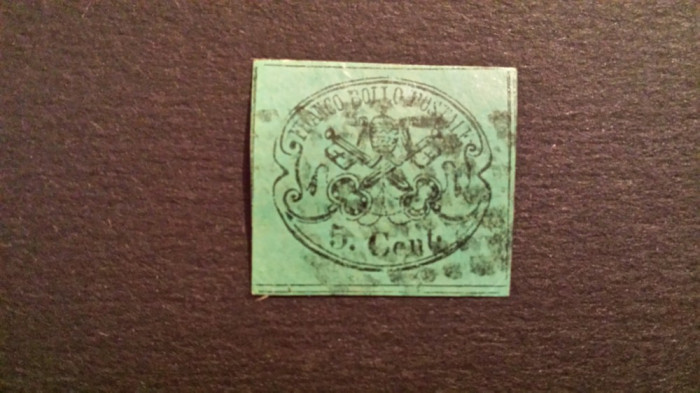 FRANCO BOLLO POSTALE
5. Cent.